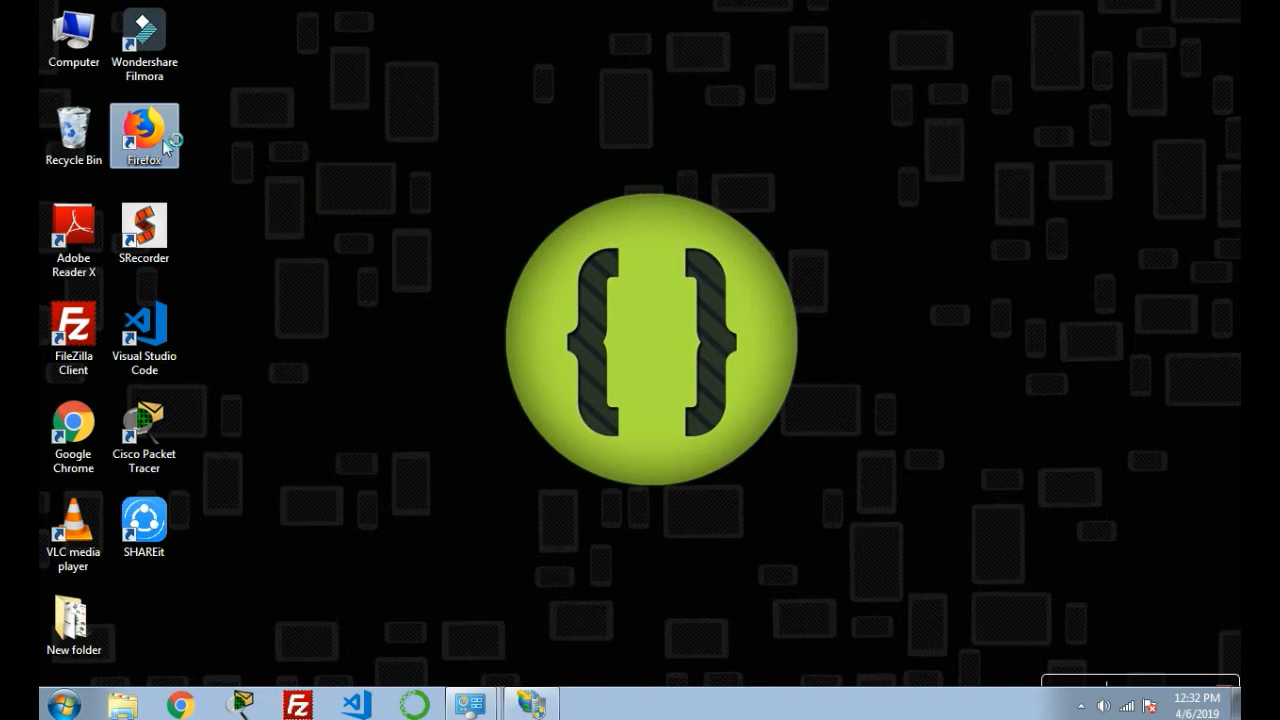 Computer
Wondershare
Filmora
Recycle Bin
Firefox
Adobe
Reader X
SRecorder
FileZilla
Client
Visual Studio
Code
Google
Chrome
Cisco Packet
Tracer
VLC media
player
SHAREit
New folder
12:32 PM
4/6/2019